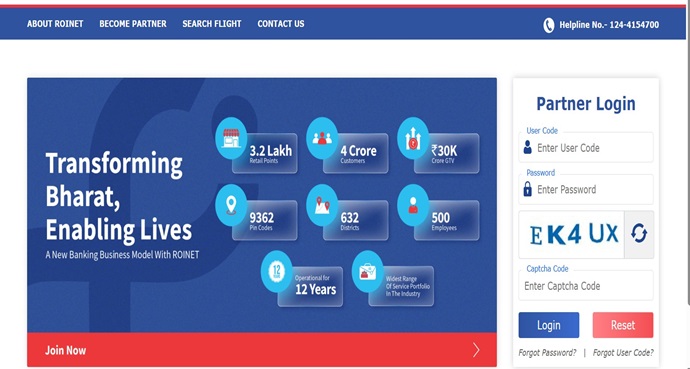 ABOUT ROINET BECOME PARTNER SEARCH FLIGHT CONTACT US Helpline No.- 124-4154700
Transforming
Bharat,
Enabling Lives
A New Banking Business Model With ROINET
3.2 Lakh
Retail Points
4 Crore
Customers
₹30K
Crore GTV
9362
Pin Codes
632
Districts
500
Employees
12
Operational for
12 Years
Widest Range
Of Service Portfolio
In The Industry
Join Now
Partner Login
User Code
Enter User Code
Password
Enter Password
EK4 UX
Captcha Code
Enter Captcha Code
Login Reset
Forgot Password? | Forgot User Code?